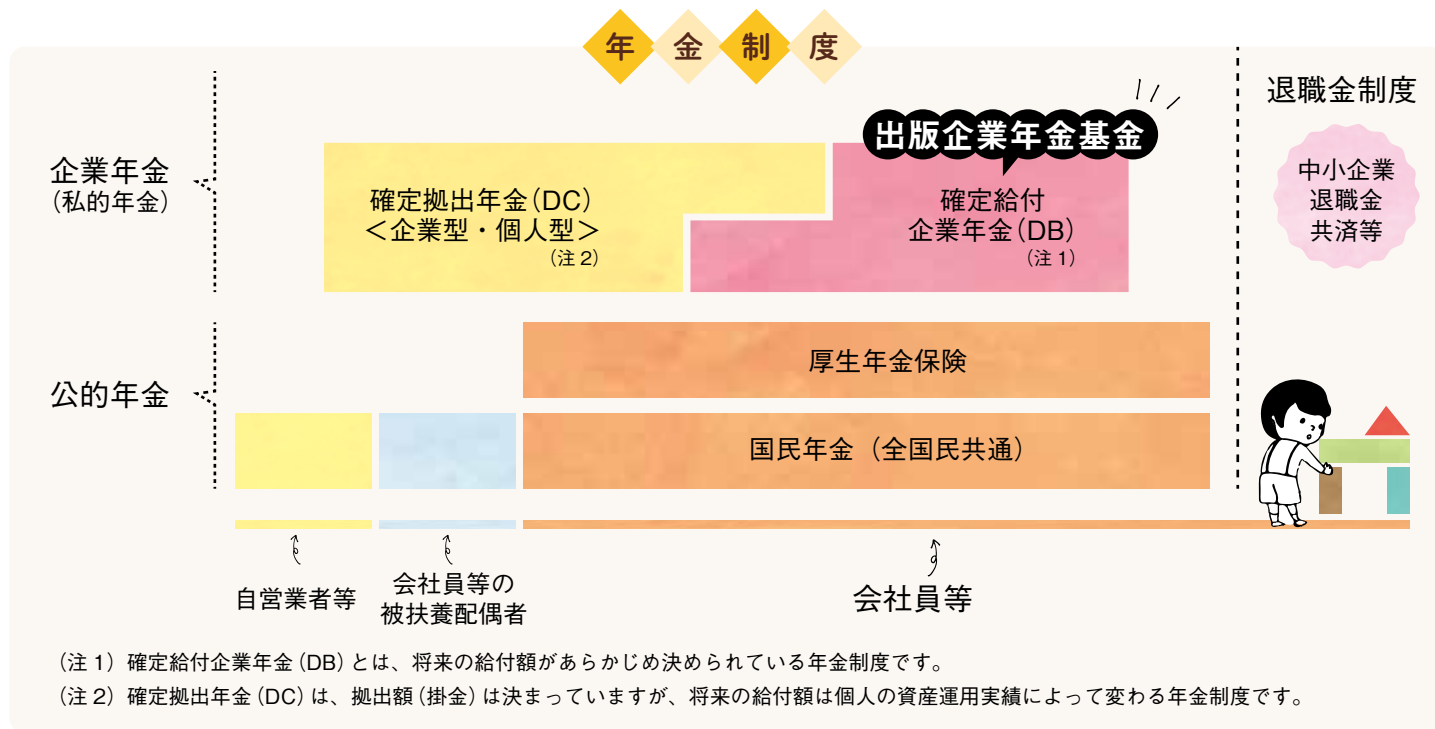 年金制度
退職金制度
出版企業年金基金
企業年金
（私的年金）
確定拠出年金（DC）
＜企業型・個人型＞
（注 2）
確定給付
企業年金（DB）
（注 1）
中小企業
退職金
共済等
公的年金
厚生年金保険
国民年金（全国民共通）
自営業者等
会社員等の
被扶養配偶者
会社員等
（注 1）確定給付企業年金（DB）とは、将来の給付額があらかじめ決められている年金制度です。
（注 2）確定拠出年金（DC）は、拠出額（掛金）は決まっていますが、将来の給付額は個人の資産運用実績によって変わる年金制度です。